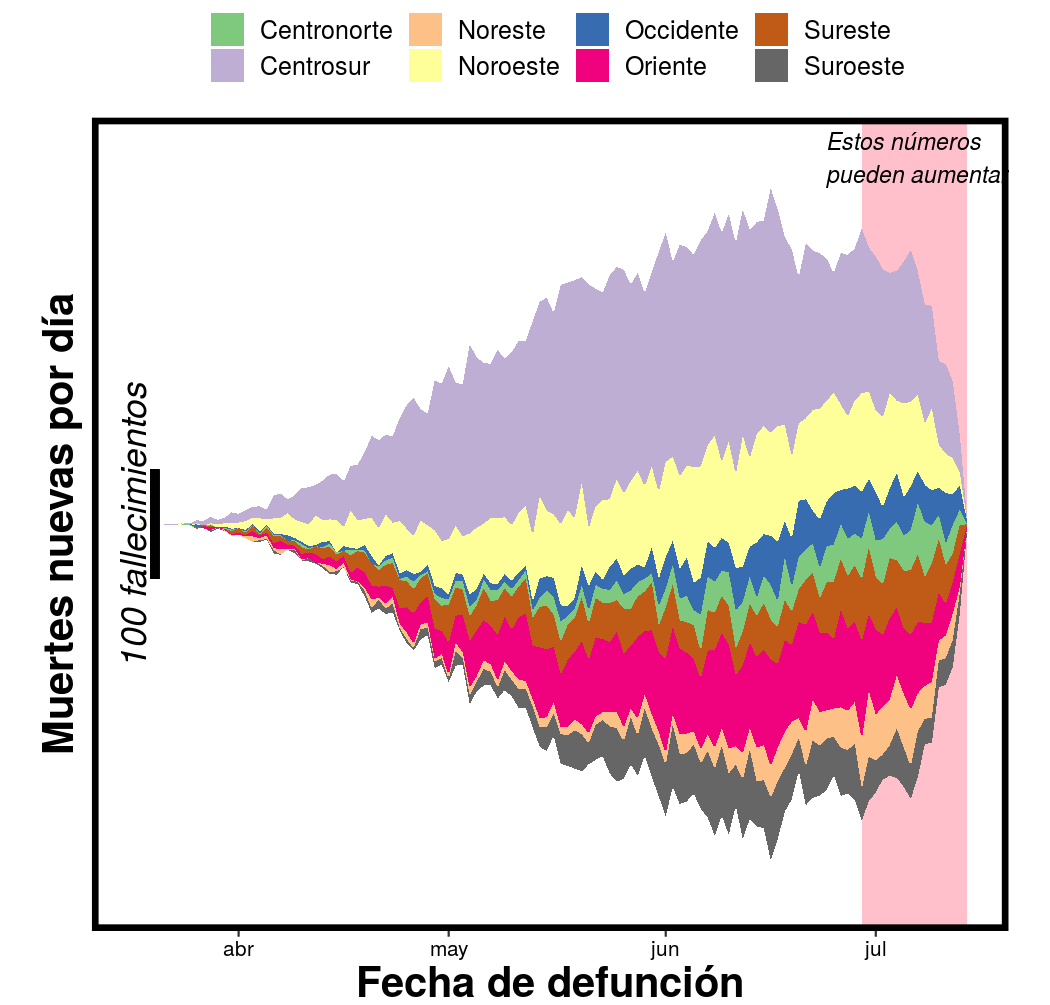 Centronorte Noreste Occidente Sureste
Centrosur Noroeste Oriente Suroeste
Estos números
pueden aumentar
Muertes nuevas por día
100 fallecimientos
abr may jun jul
Fecha de defunción